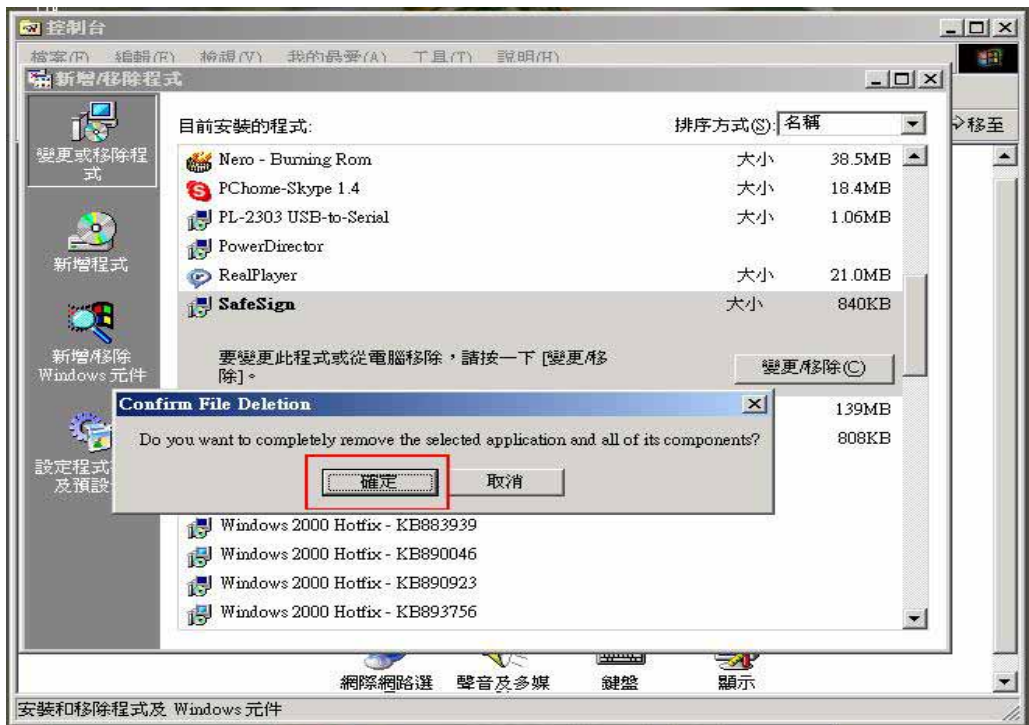 控制台
檔案(F) 編輯(E) 檢視(V) 我的最愛(A) 工具(T) 說明(H)
新增/移除程式
移至
變更或移除程式
新增程式
新增/移除
Windows 元件
設定程式
及預設
目前安裝的程式:
排序方式(S): 名稱
Nero - Burning Rom 大小 38.5MB
PChome-Skype 1.4 大小 18.4MB
PL-2303 USB-to-Serial 大小 1.06MB
PowerDirector
RealPlayer 大小 21.0MB
SafeSign 大小 840KB
要變更此程式或從電腦移除，請按一下 [變更/移
除]。
變更/移除(C)
139MB
808KB
Confirm File Deletion
Do you want to completely remove the selected application and all of its components?
確定 取消
Windows 2000 Hotfix - KB883939
Windows 2000 Hotfix - KB890046
Windows 2000 Hotfix - KB890923
Windows 2000 Hotfix - KB893756
網際網路選 聲音及多媒 鍵盤 顯示
安裝和移除程式及 Windows 元件